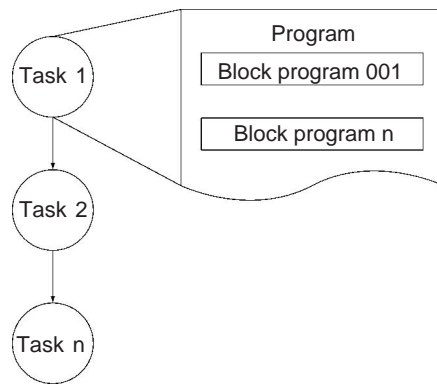 Program
Task 1
Block program 001
Block program n
Task 2
Task n